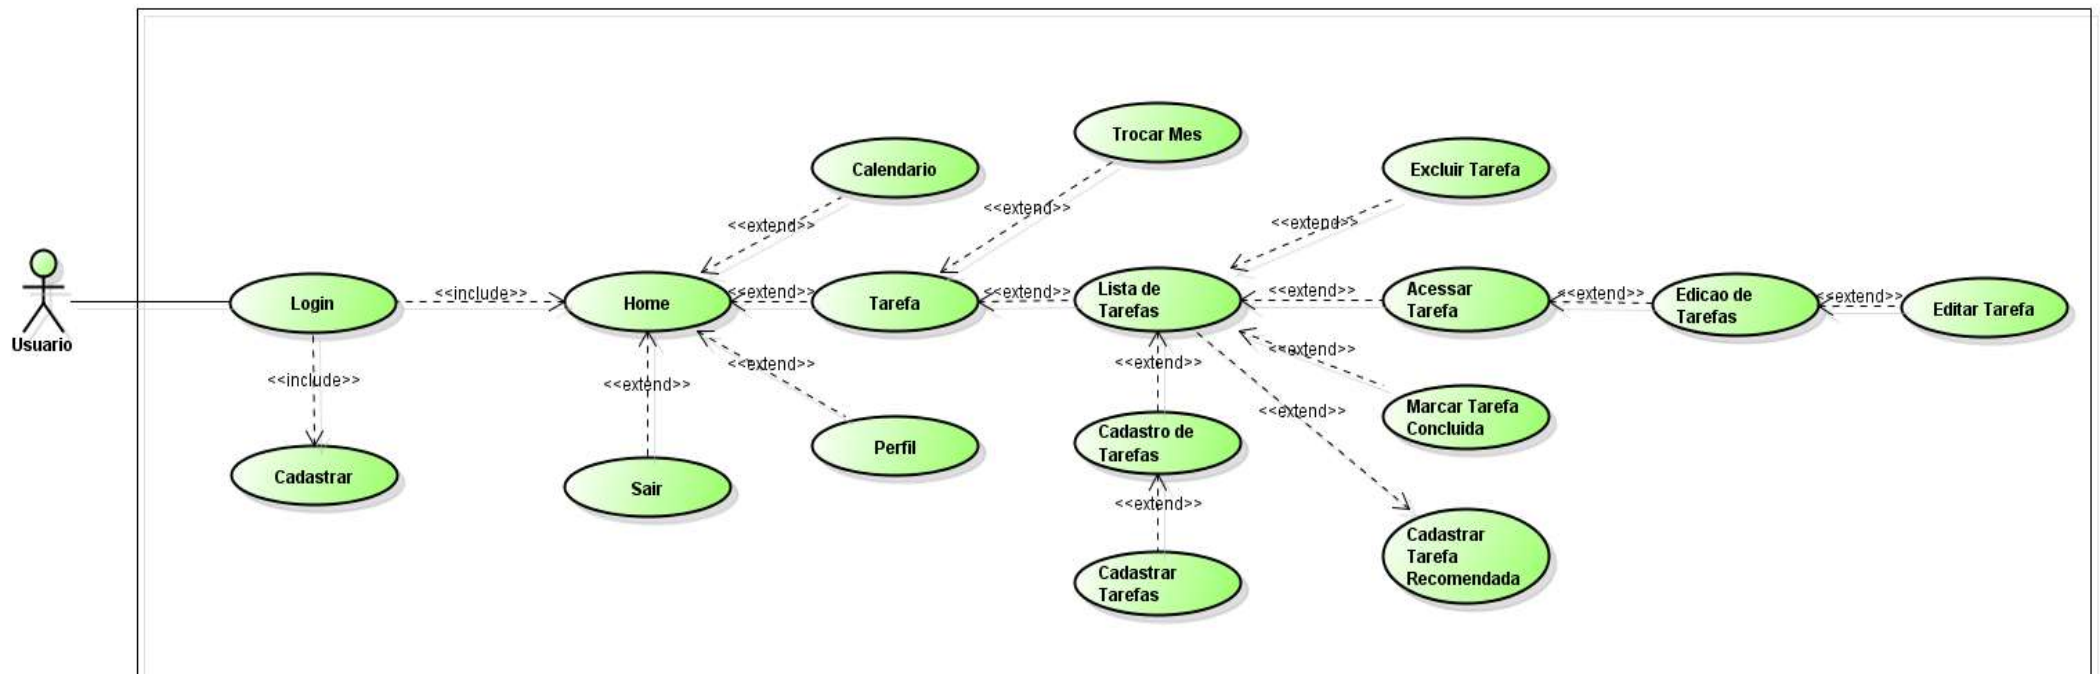 Trocar Mes
Calendario
Excluir Tarefa
<<extend>>
<<extend>>
<<extend>>
Usuario
Login
<<include>>
Home
<<extend>>
Tarefa
<<extend>>
Lista de
Tarefas
<<extend>>
Acessar
Tarefa
<<extend>>
Edicao de
Tarefas
<<extend>>
Editar Tarefa
<<include>>
<<extend>>
<<extend>>
<<extend>>
<<extend>>
<<extend>>
Marcar Tarefa
Concluida
Cadastrar
Sair
Perfil
Cadastro de
Tarefas
<<extend>>
Cadastrar
Tarefas
Cadastrar
Tarefa
Recomendada